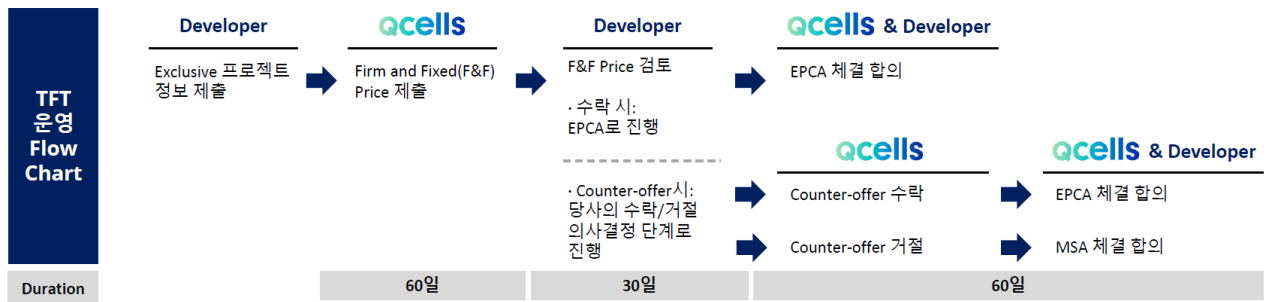 TFT
운영
Flow
Chart
Developer
Exclusive 프로젝트
정보 제출
Qcells
Firm and Fixed(F&F)
Price 제출
Developer
F&F Price 검토
· 수락 시:
EPCA로 진행
· Counter-offer시:
당사의 수락/거절
의사결정 단계로
진행
Qcells & Developer
EPCA 체결 합의
Qcells
Counter-offer 수락
Counter-offer 거절
Qcells & Developer
EPCA 체결 합의
MSA 체결 합의
Duration
60일
30일
60일